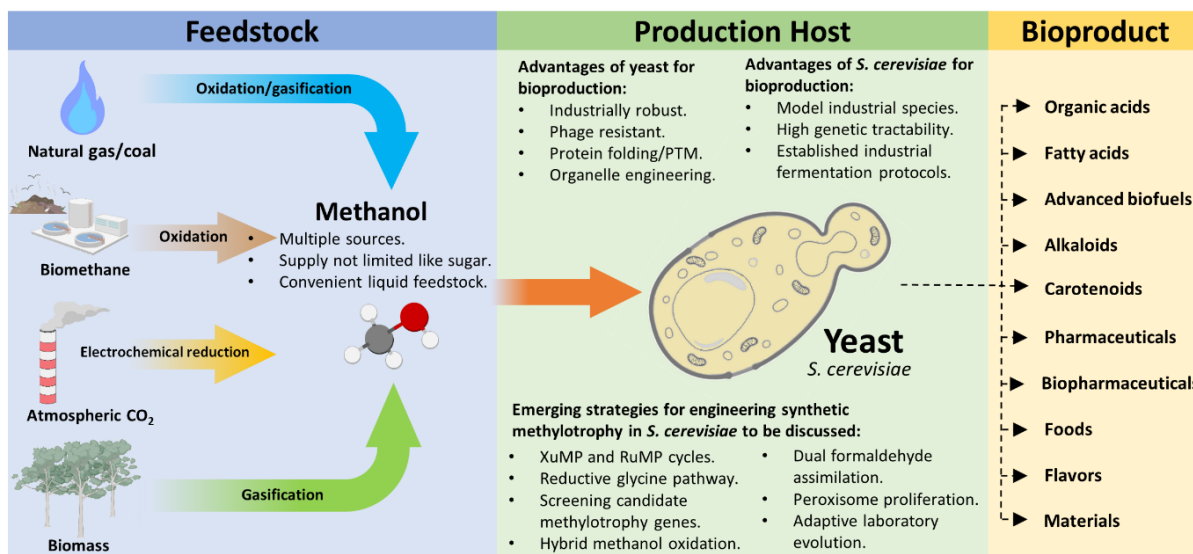 Feedstock
Production Host
Bioproduct
Oxidation/gasification
Natural gas/coal
Oxidation
Biomethane
Electrochemical reduction
Atmospheric CO₂
Gasification
Biomass
Methanol
• Multiple sources.
• Supply not limited like sugar.
• Convenient liquid feedstock.
Advantages of yeast for
bioproduction:
• Industrially robust.
• Phage resistant.
• Protein folding/PTM.
• Organelle engineering.
Advantages of S. cerevisiae for
bioproduction:
• Model industrial species.
• High genetic tractability.
• Established industrial
fermentation protocols.
Yeast
S. cerevisiae
Emerging strategies for engineering synthetic
methylotrophy in S. cerevisiae to be discussed:
• XuMP and RuMP cycles.
• Reductive glycine pathway.
• Screening candidate
methylotrophy genes.
• Hybrid methanol oxidation.
• Dual formaldehyde
assimilation.
• Peroxisome proliferation.
• Adaptive laboratory
evolution.
Organic acids
Fatty acids
Advanced biofuels
Alkaloids
Carotenoids
Pharmaceuticals
Biopharmaceuticals
Foods
Flavors
Materials